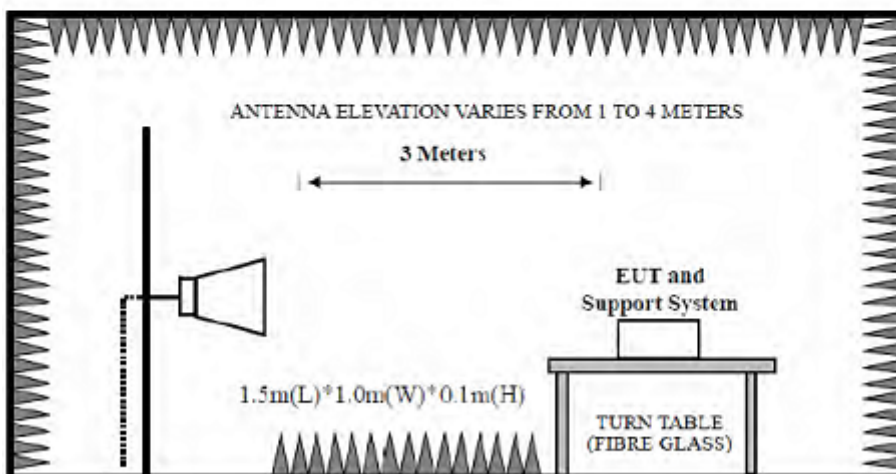 ANTENNA ELEVATION VARIES FROM 1 TO 4 METERS
3 Meters
EUT and
Support System
1.5m(L)*1.0m(W)*0.1m(H)
TURN TABLE
(FIBRE GLASS)